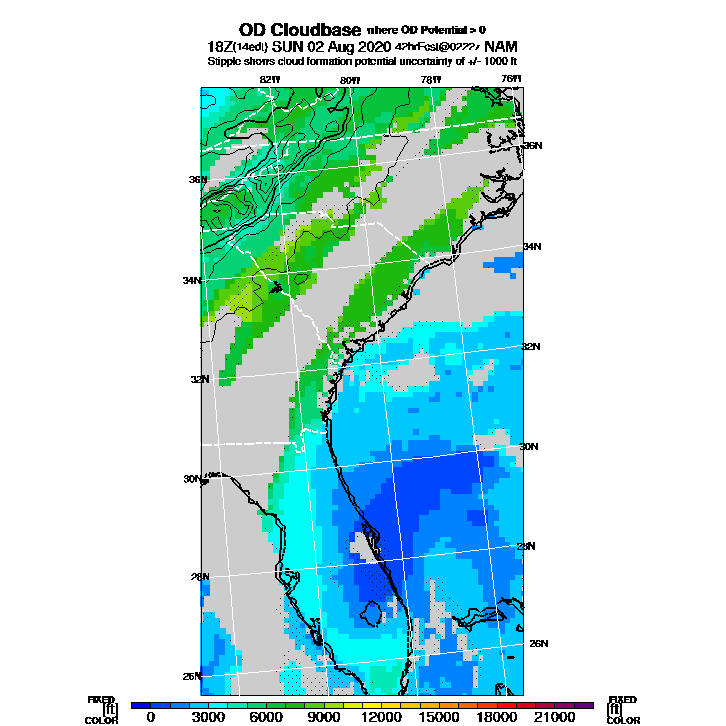 OD Cloudbase where OD Potential > 0
18Z (14edt) SUN 02 Aug 2020 42hrFcst@0222z NAM
Stipple shows cloud formation potential uncertainty of +/- 1000 ft
82W 80W 78W 76W
36N
36N
34N
34N
32N
32N
30N
30N
28N
28N
26N
26N
FIXED FIXED
[ft] 0 3000 6000 9000 12000 15000 18000 21000 [ft]
COLOR COLOR